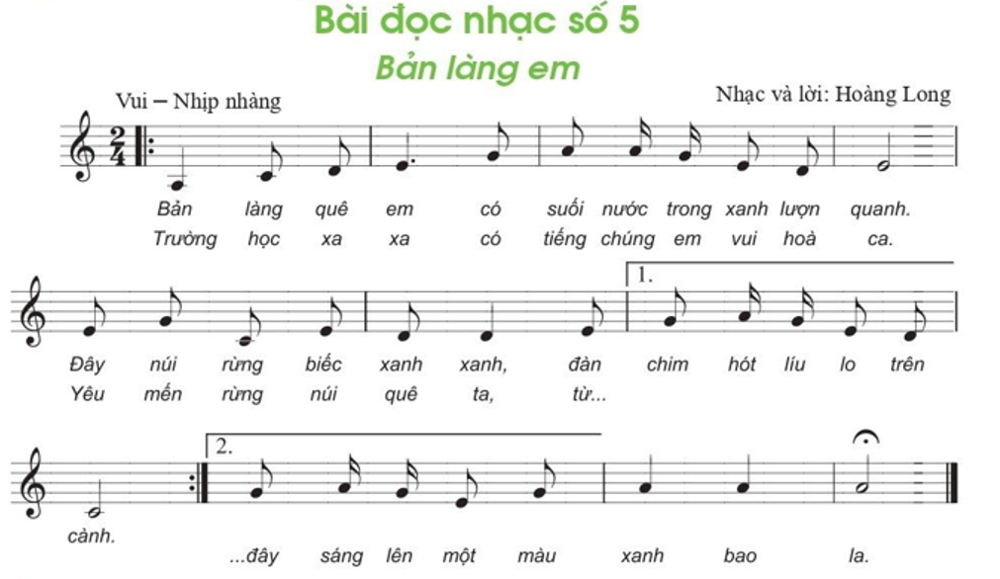 Bài đọc nhạc số 5
Bản làng em
Vui – Nhịp nhàng
Nhạc và lời: Hoàng Long
2
4
Bản làng quê em có suối nước trong xanh lượn quanh.
Trường học xa xa có tiếng chúng em vui hoà ca.
1.
Đây núi rừng biếc xanh xanh, đàn chim hót líu lo trên
Yêu mến rừng núi quê ta, từ...
2.
cành.
...đây sáng lên một màu xanh bao la.